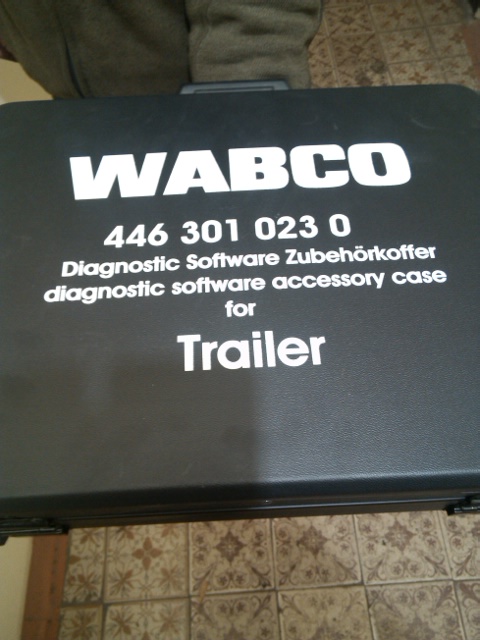 WABCO
446 301 023 0
Diagnostic Software Zubehörkoffer
diagnostic software accessory case
for
Trailer